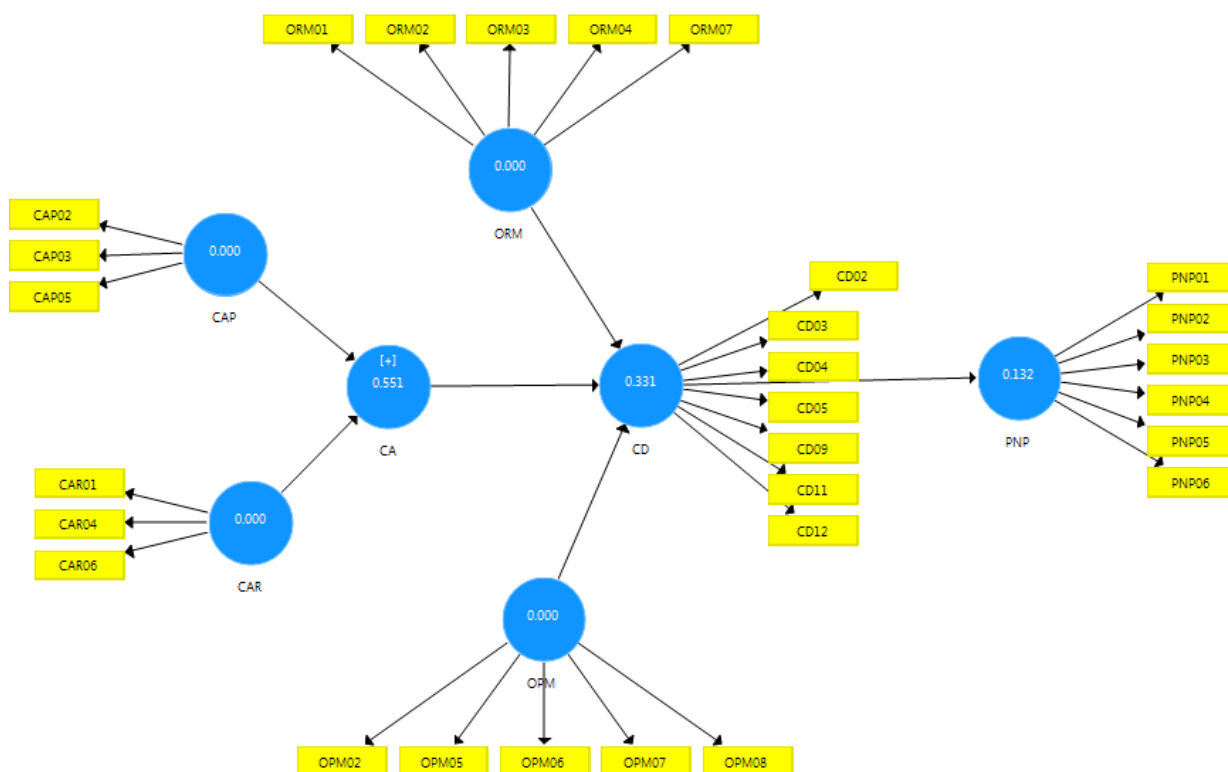 ORM01 ORM02 ORM03 ORM04 ORM07
0.000
ORM
CAP02
CAP03
CAP05
0.000
CAP
[+]
0.551
CA
CAR01
CAR04
CAR06
0.000
CAR
0.331
CD
CD02
CD03
CD04
CD05
CD09
CD11
CD12
0.132
PNP
PNP01
PNP02
PNP03
PNP04
PNP05
PNP06
0.000
OPM
OPM02 OPM05 OPM06 OPM07 OPM08